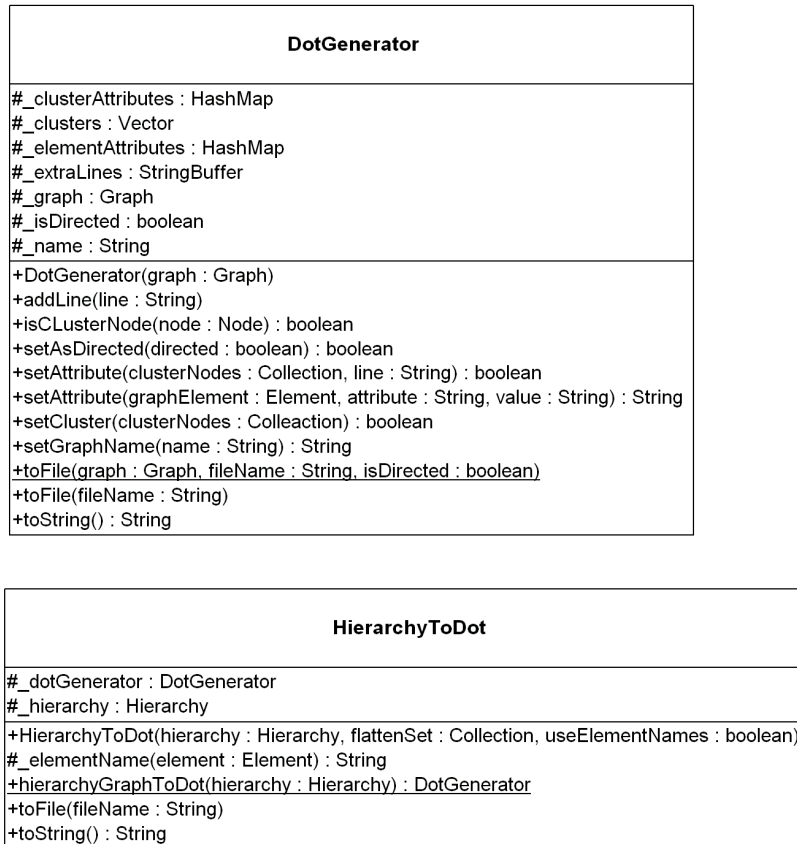 DotGenerator
#_clusterAttributes : HashMap
#_clusters : Vector
#_elementAttributes : HashMap
#_extraLines : StringBuffer
#_graph : Graph
#_isDirected : boolean
#_name : String
+DotGenerator(graph : Graph)
+addLine(line : String)
+isCLusterNode(node : Node) : boolean
+setAsDirected(directed : boolean) : boolean
+setAttribute(clusterNodes : Collection, line : String) : boolean
+setAttribute(graphElement : Element, attribute : String, value : String) : String
+setCluster(clusterNodes : Colleaction) : boolean
+setGraphName(name : String) : String
+toFile(graph : Graph, fileName : String, isDirected : boolean)
+toFile(fileName : String)
+toString() : String
HierarchyToDot
#_dotGenerator : DotGenerator
#_hierarchy : Hierarchy
+HierarchyToDot(hierarchy : Hierarchy, flattenSet : Collection, useElementNames : boolean)
#_elementName(element : Element) : String
+hierarchyGraphToDot(hierarchy : Hierarchy) : DotGenerator
+toFile(fileName : String)
+toString() : String